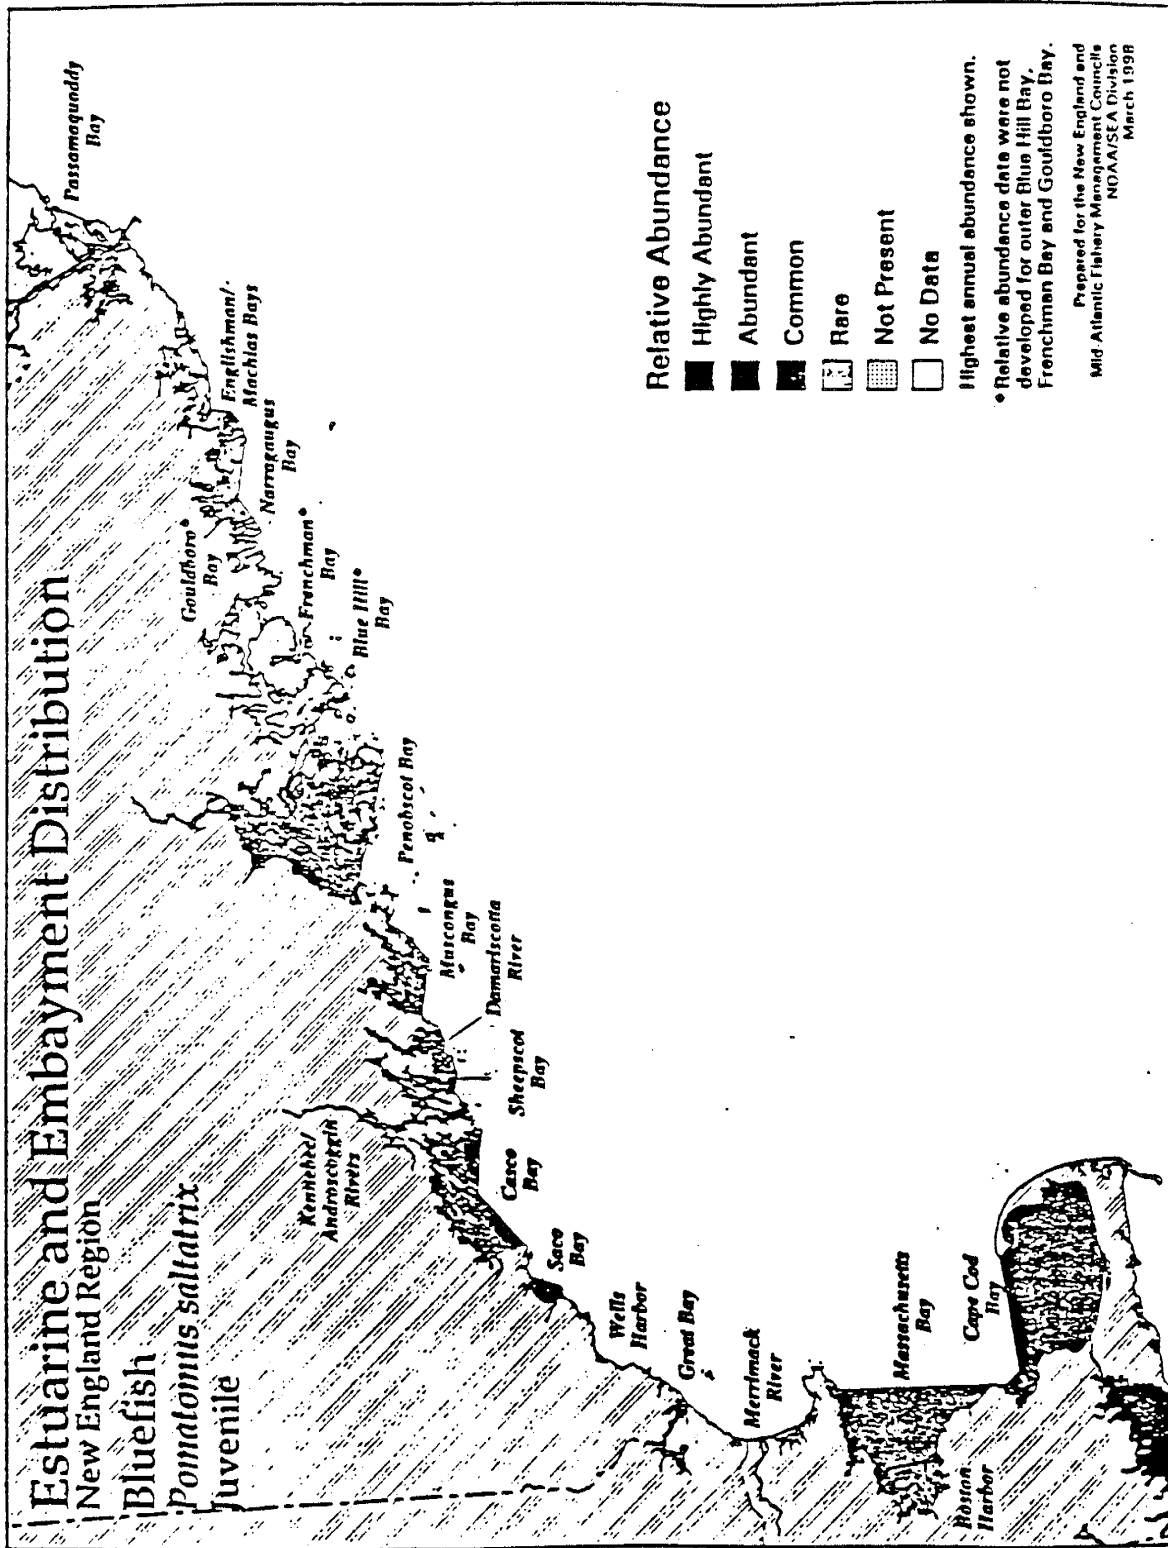 Estuarine and Embayment Distribution
New England Region
Bluefish
Pomatomus saltatrix
Juvenile
Passamaquoddy
Bay
Englishman/
Machias Bays
Narraguagus
Bay
Gouldboro*
Bay
Frenchman*
Bay
Blue Hill*
Bay
Penobscot Bay
Muscongus
Bay
Damariscotta
River
Sheepscot
Bay
Kennebec/
Androscoggin
Rivers
Casco
Bay
Saco
Bay
Wells
Harbor
Great Bay
Merrimack
River
Massachusetts
Bay
Boston
Harbor
Cape Cod
Bay
Relative Abundance
Highly Abundant
Abundant
Common
Rare
Not Present
No Data
Highest annual abundance shown.
*Relative abundance data were not
developed for outer Blue Hill Bay,
Frenchman Bay and Gouldboro Bay.
Prepared for the New England and
Mid-Atlantic Fishery Management Councils
NOAA/SEA Division
March 1998